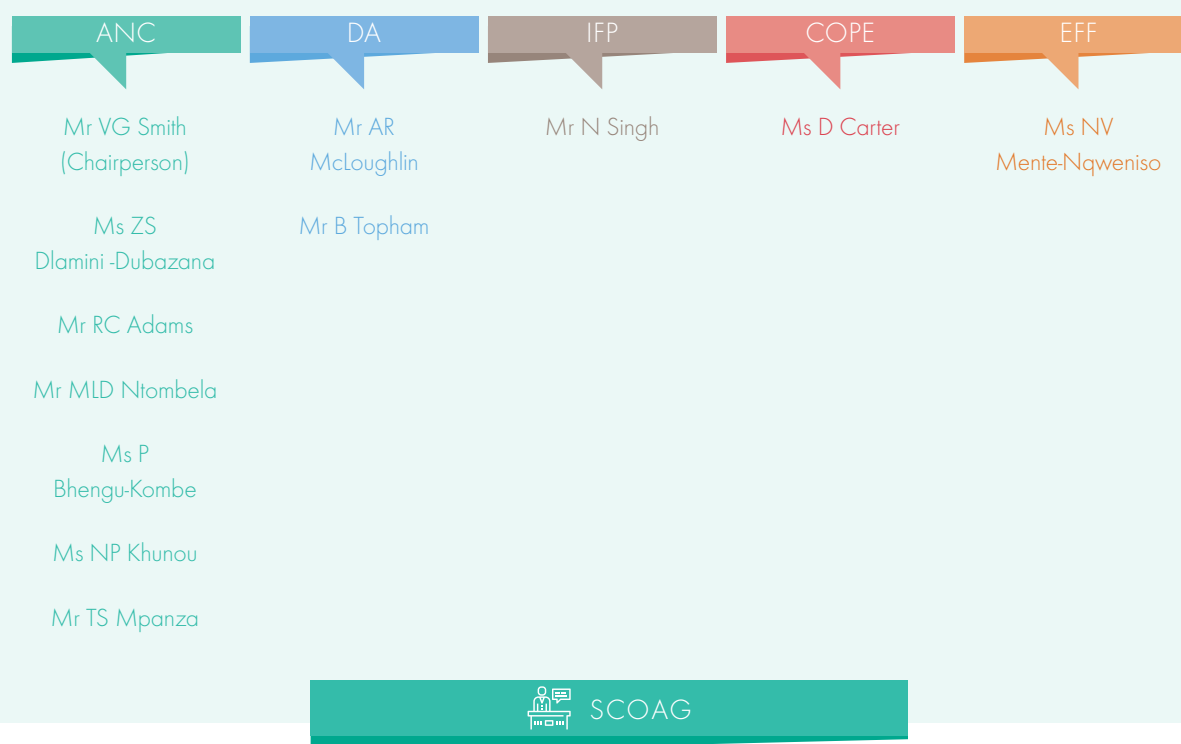 ANC
Mr VG Smith
(Chairperson)
Ms ZS
Dlamini -Dubazana
Mr RC Adams
Mr MLD Ntombela
Ms P
Bhengu-Kombe
Ms NP Khunou
Mr TS Mpanza
DA
Mr AR
McLoughlin
Mr B Topham
IFP
Mr N Singh
COPE
Ms D Carter
EFF
Ms NV
Mente-Nqweniso
SCOAG